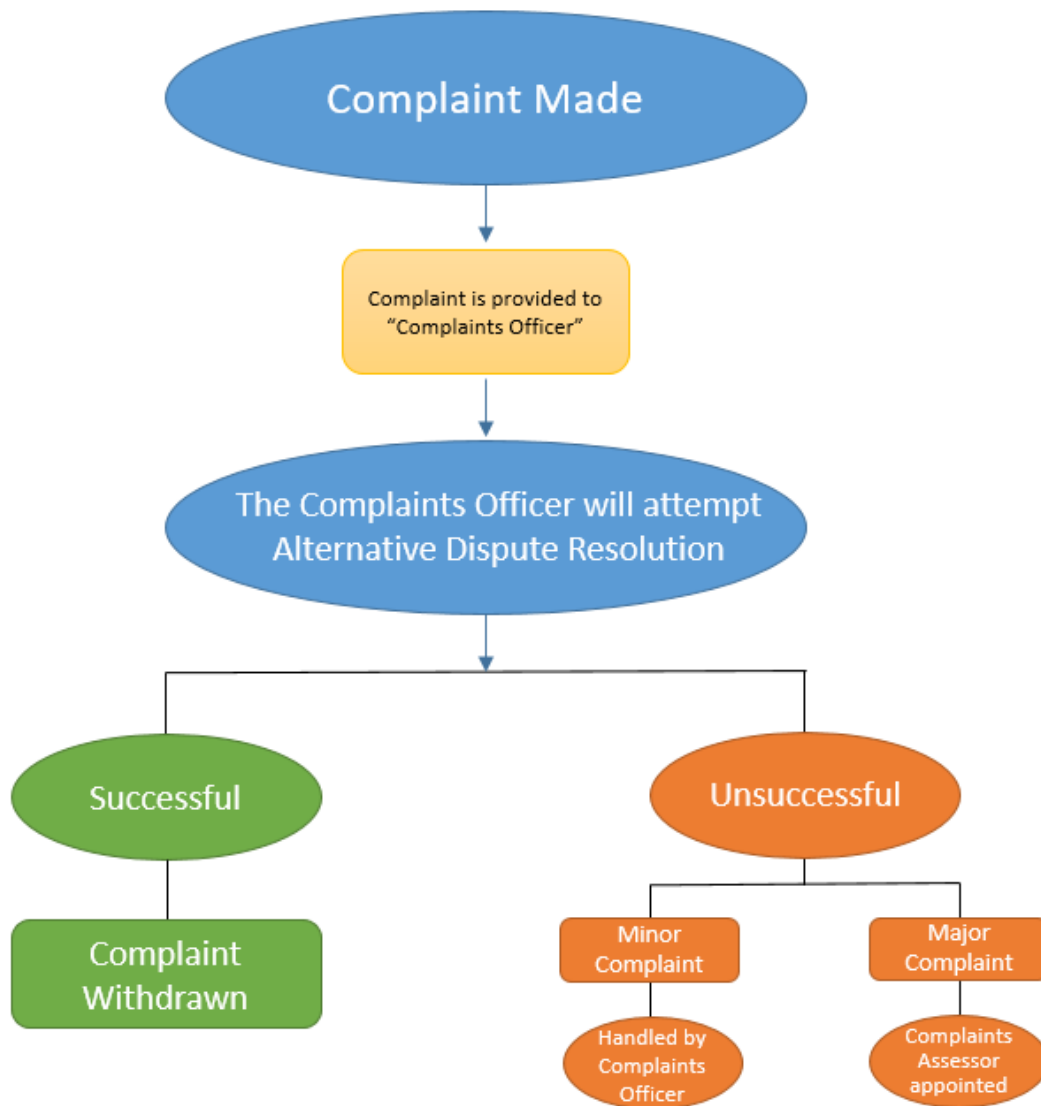 Complaint Made
Complaint is provided to
“Complaints Officer”
The Complaints Officer will attempt
Alternative Dispute Resolution
Successful
Unsuccessful
Complaint
Withdrawn
Minor
Complaint
Major
Complaint
Handled by
Complaints
Officer
Complaints
Assessor
appointed